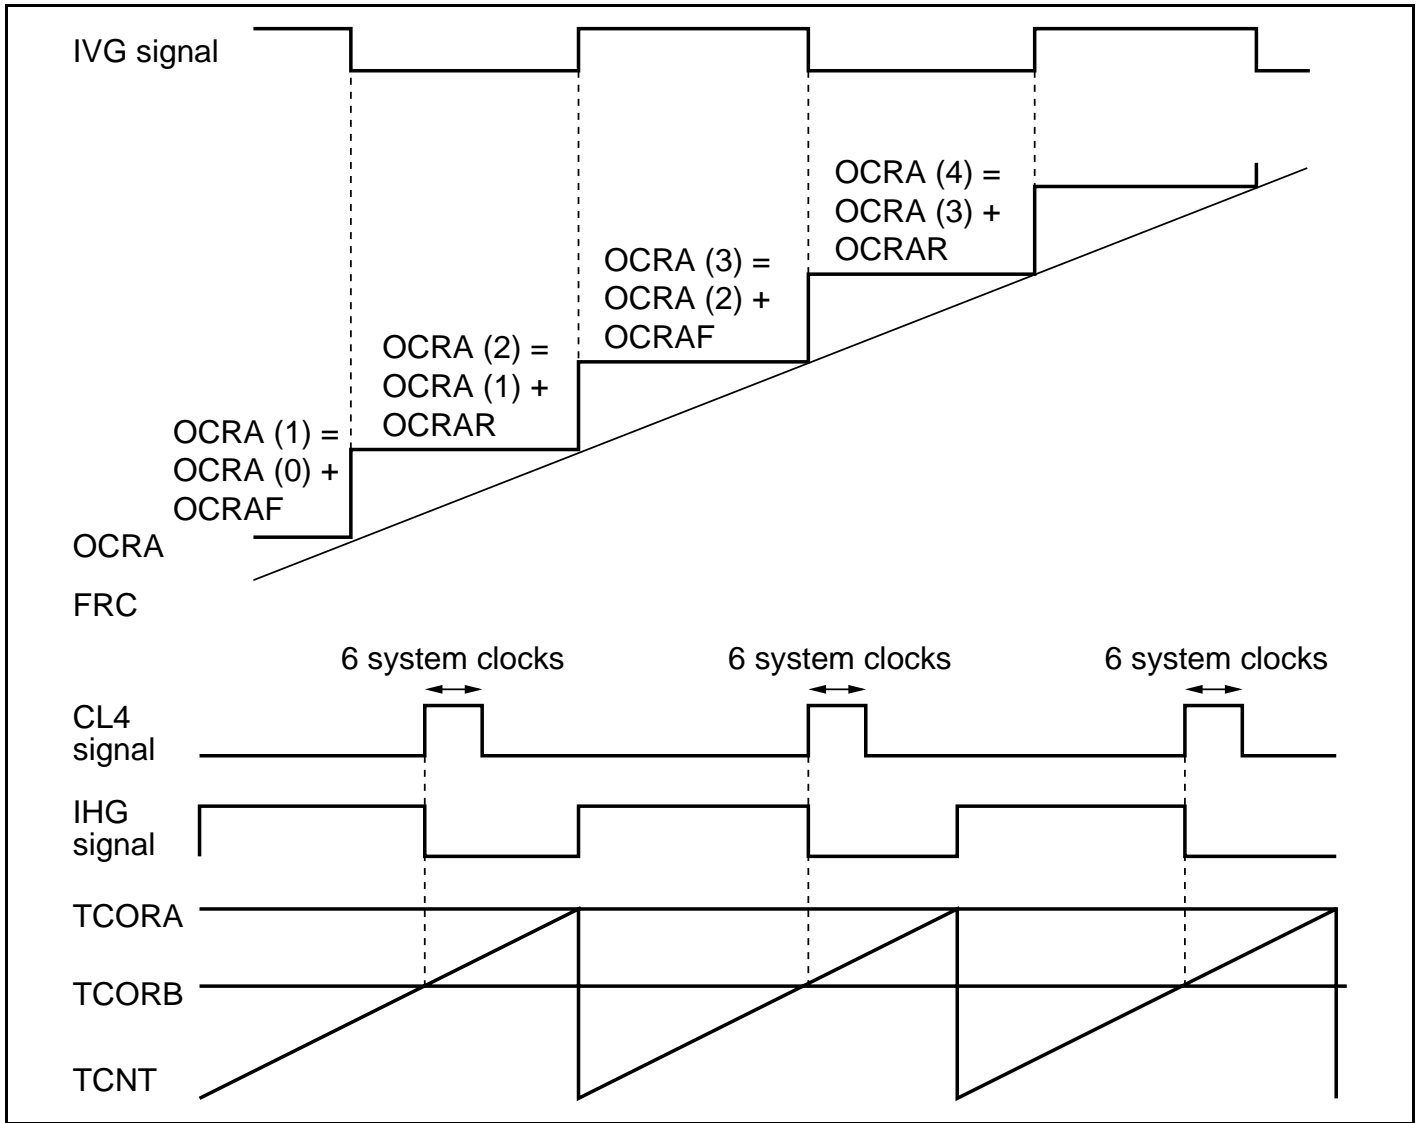 IVG signal
OCRA (4) =
OCRA (3) +
OCRAR
OCRA (3) =
OCRA (2) +
OCRAF
OCRA (2) =
OCRA (1) +
OCRAR
OCRA (1) =
OCRA (0) +
OCRAF
OCRA
FRC
6 system clocks
6 system clocks
6 system clocks
CL4
signal
IHG
signal
TCORA
TCORB
TCNT